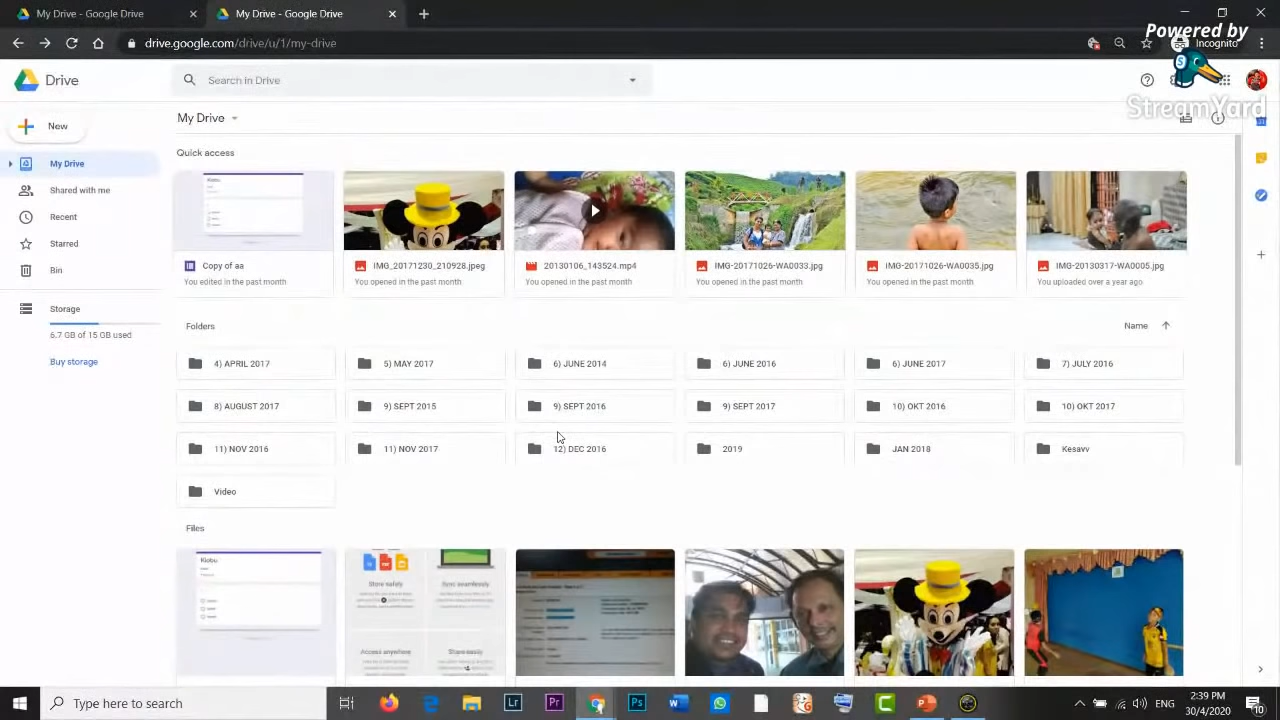 My Drive - Google Drive
My Drive - Google Drive
Powered by
drive.google.com/drive/u/1/my-drive
Incognito
Drive
Search in Drive
StreamYard
New
My Drive
My Drive
Quick access
Shared with me
Recent
Starred
Bin
Storage
6.7 GB of 15 GB used
Buy storage
Copy of aa
You edited in the past month
IMG_20171230_210928.jpeg
You opened in the past month
20130106_143524.mp4
You opened in the past month
IMG-20171026-WA0033.jpg
You opened in the past month
IMG-20171026-WA0035.jpg
You opened in the past month
IMG-20130317-WA0005.jpg
You uploaded over a year ago
Folders
Name
4) APRIL 2017
5) MAY 2017
6) JUNE 2014
6) JUNE 2016
6) JUNE 2017
7) JULY 2016
8) AUGUST 2017
9) SEPT 2015
9) SEPT 2016
9) SEPT 2017
10) OKT 2016
10) OKT 2017
11) NOV 2016
11) NOV 2017
12) DEC 2016
2019
JAN 2018
Kesavv
Video
Files
Store safely
Sync seamlessly
Access anywhere
Share easily
Type here to search
ENG
2:39 PM
30/4/2020